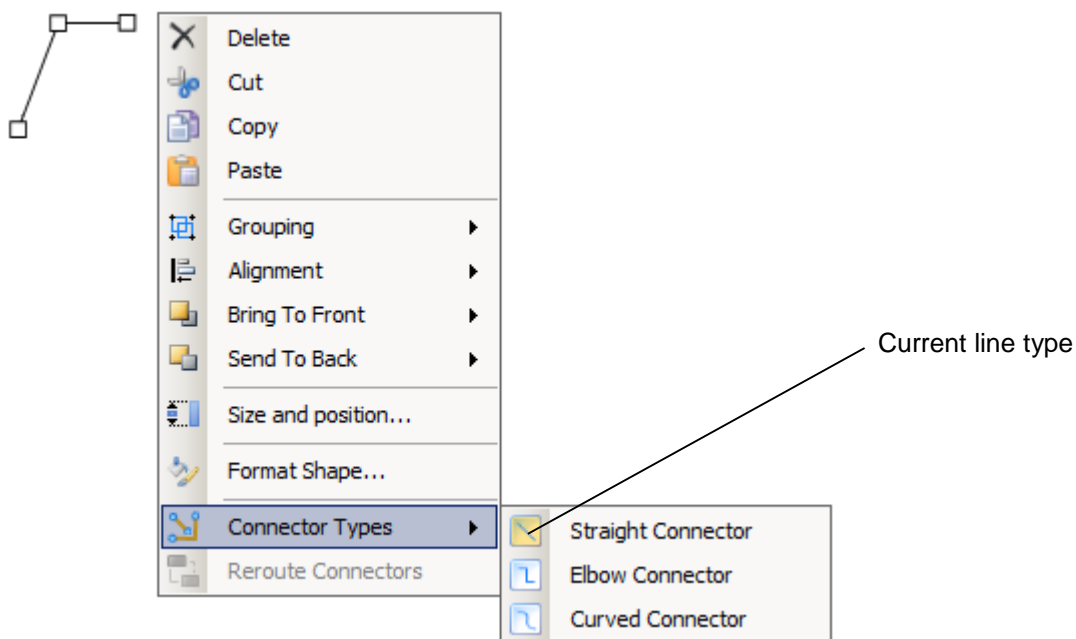 Delete
Cut
Copy
Paste
Grouping
Alignment
Bring To Front
Send To Back
Current line type
Size and position...
Format Shape...
Connector Types
Straight Connector
Reroute Connectors
Elbow Connector
Curved Connector